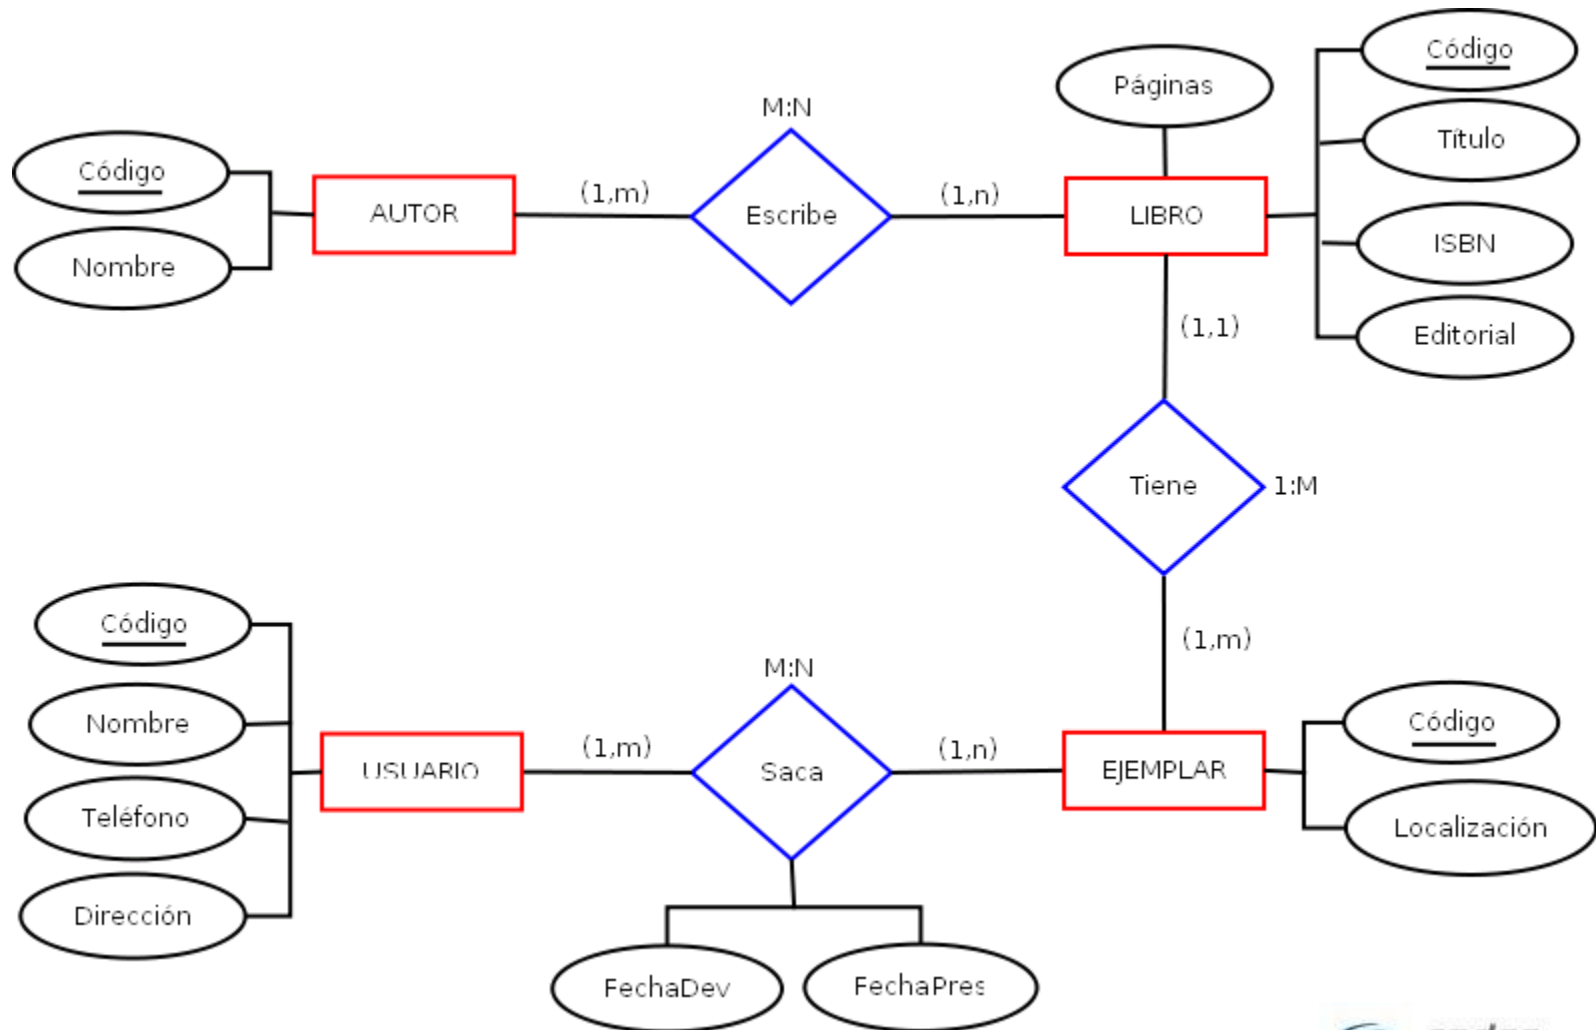 Código
Páginas
M:N
Título
Código
(1,m)
(1,n)
AUTOR
Escribe
LIBRO
ISBN
Nombre
(1,1)
Editorial
Tiene
1:M
Código
(1,m)
M:N
Nombre
Código
(1,m)
(1,n)
USUARIO
Saca
EJEMPLAR
Teléfono
Localización
Dirección
FechaDev
FechaPres